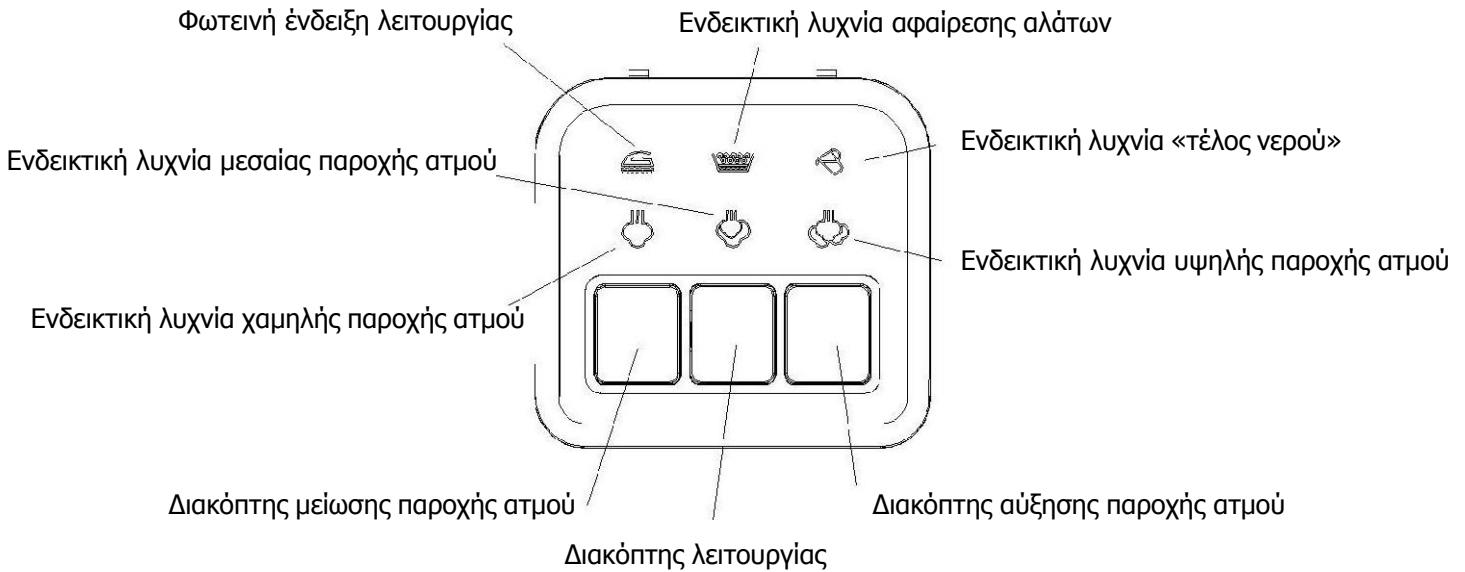 Φωτεινή ένδειξη λειτουργίας
Ενδεικτική λυχνία αφαίρεσης αλάτων
Ενδεικτική λυχνία «τέλος νερού»
Ενδεικτική λυχνία μεσαίας παροχής ατμού
Ενδεικτική λυχνία υψηλής παροχής ατμού
Ενδεικτική λυχνία χαμηλής παροχής ατμού
Διακόπτης μείωσης παροχής ατμού
Διακόπτης αύξησης παροχής ατμού
Διακόπτης λειτουργίας